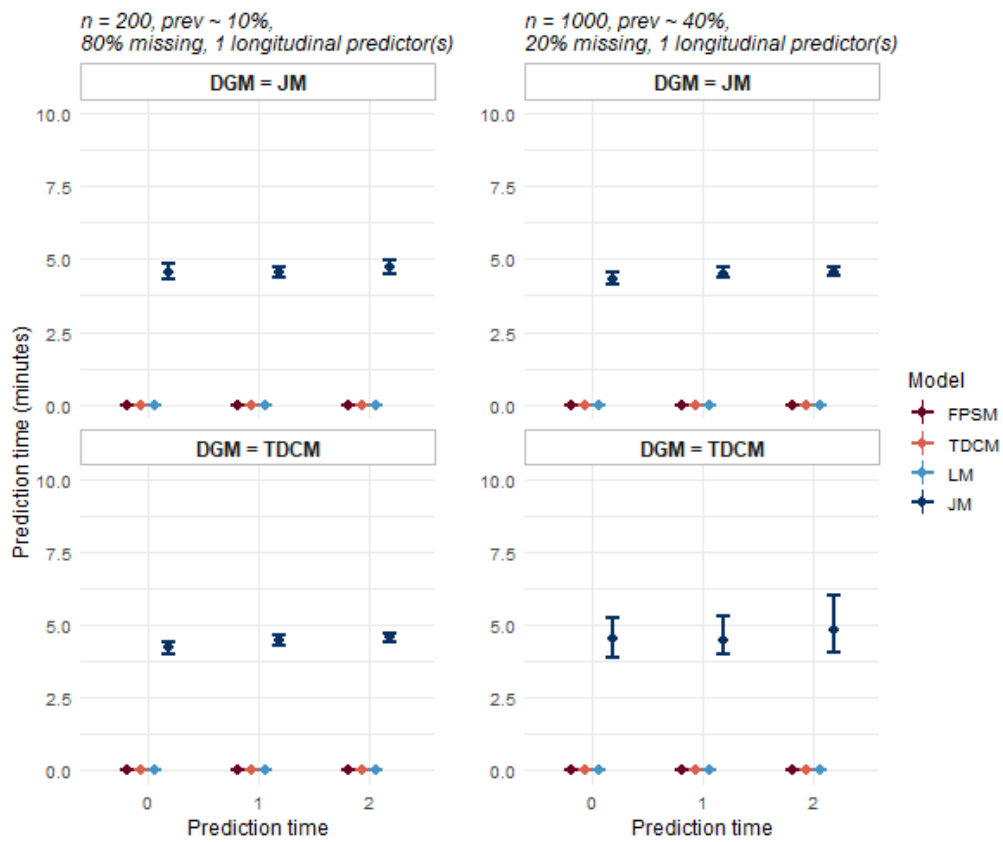 n = 200, prev ~ 10%,
80% missing, 1 longitudinal predictor(s)
n = 1000, prev ~ 40%,
20% missing, 1 longitudinal predictor(s)
DGM = JM
DGM = JM
10.0
7.5
5.0
2.5
0.0
10.0
7.5
5.0
2.5
0.0
DGM = TDCM
DGM = TDCM
10.0
7.5
5.0
2.5
0.0
10.0
7.5
5.0
2.5
0.0
0 1 2
0 1 2
Prediction time
Prediction time
Prediction time (minutes)
Model
FPSM
TDCM
LM
JM